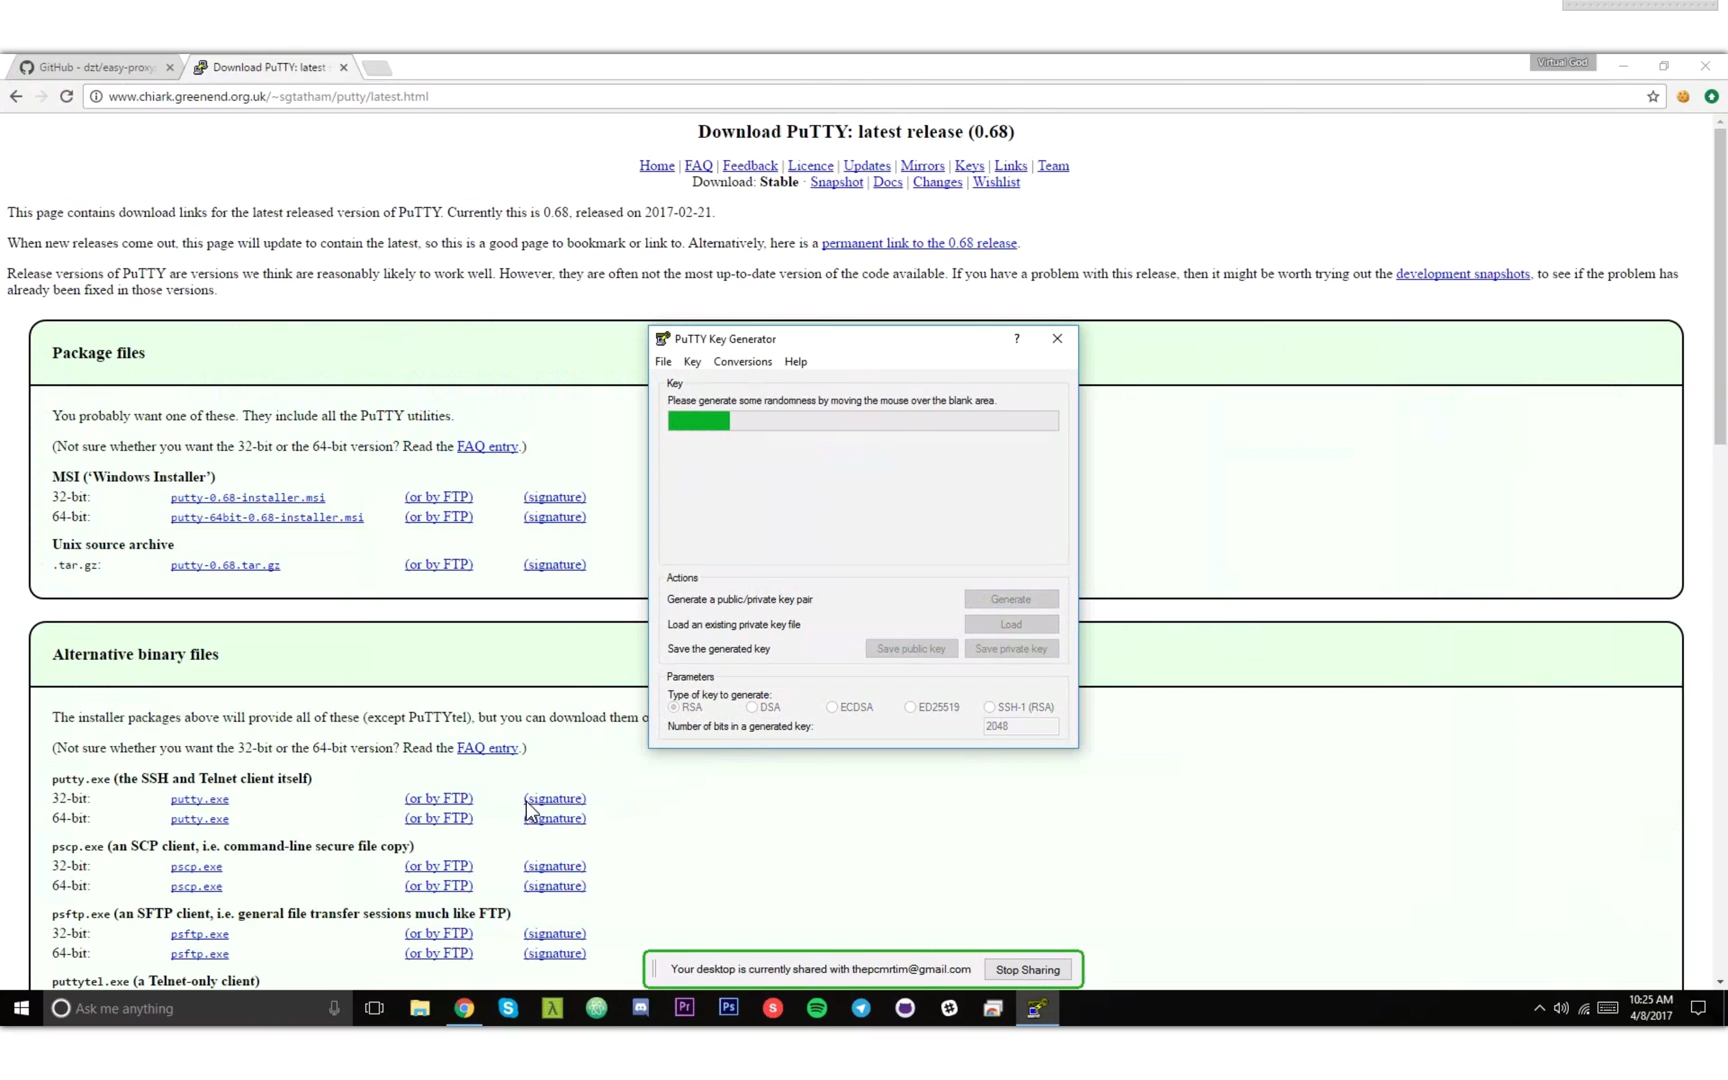 GitHub - dzt/easy-proxy
Download PuTTY: latest
Virtual God
www.chiark.greenend.org.uk/~sgtatham/putty/latest.html
Download PuTTY: latest release (0.68)
Home | FAQ | Feedback | Licence | Updates | Mirrors | Keys | Links | Team
Download: Stable · Snapshot | Docs | Changes | Wishlist
This page contains download links for the latest released version of PuTTY. Currently this is 0.68, released on 2017-02-21.
When new releases come out, this page will update to contain the latest, so this is a good page to bookmark or link to. Alternatively, here is a permanent link to the 0.68 release.
Release versions of PuTTY are versions we think are reasonably likely to work well. However, they are often not the most up-to-date version of the code available. If you have a problem with this release, then it might be worth trying out the development snapshots, to see if the problem has
already been fixed in those versions.
Package files
You probably want one of these. They include all the PuTTY utilities.
(Not sure whether you want the 32-bit or the 64-bit version? Read the FAQ entry.)
MSI (‘Windows Installer’)
32-bit: putty-0.68-installer.msi (or by FTP) (signature)
64-bit: putty-64bit-0.68-installer.msi (or by FTP) (signature)
Unix source archive
.tar.gz: putty-0.68.tar.gz (or by FTP) (signature)
Alternative binary files
The installer packages above will provide all of these (except PuTTYtel), but you can download them o
(Not sure whether you want the 32-bit or the 64-bit version? Read the FAQ entry.)
putty.exe (the SSH and Telnet client itself)
32-bit: putty.exe (or by FTP) (signature)
64-bit: putty.exe (or by FTP) (signature)
pscp.exe (an SCP client, i.e. command-line secure file copy)
32-bit: pscp.exe (or by FTP) (signature)
64-bit: pscp.exe (or by FTP) (signature)
psftp.exe (an SFTP client, i.e. general file transfer sessions much like FTP)
32-bit: psftp.exe (or by FTP) (signature)
64-bit: psftp.exe (or by FTP) (signature)
puttytel.exe (a Telnet-only client)
PuTTY Key Generator
?
File Key Conversions Help
Key
Please generate some randomness by moving the mouse over the blank area.
Actions
Generate a public/private key pair Generate
Load an existing private key file Load
Save the generated key Save public key Save private key
Parameters
Type of key to generate:
RSA DSA ECDSA ED25519 SSH-1 (RSA)
Number of bits in a generated key: 2048
Your desktop is currently shared with thepcmrtim@gmail.com Stop Sharing
Ask me anything
Pr
Ps
10:25 AM
4/8/2017